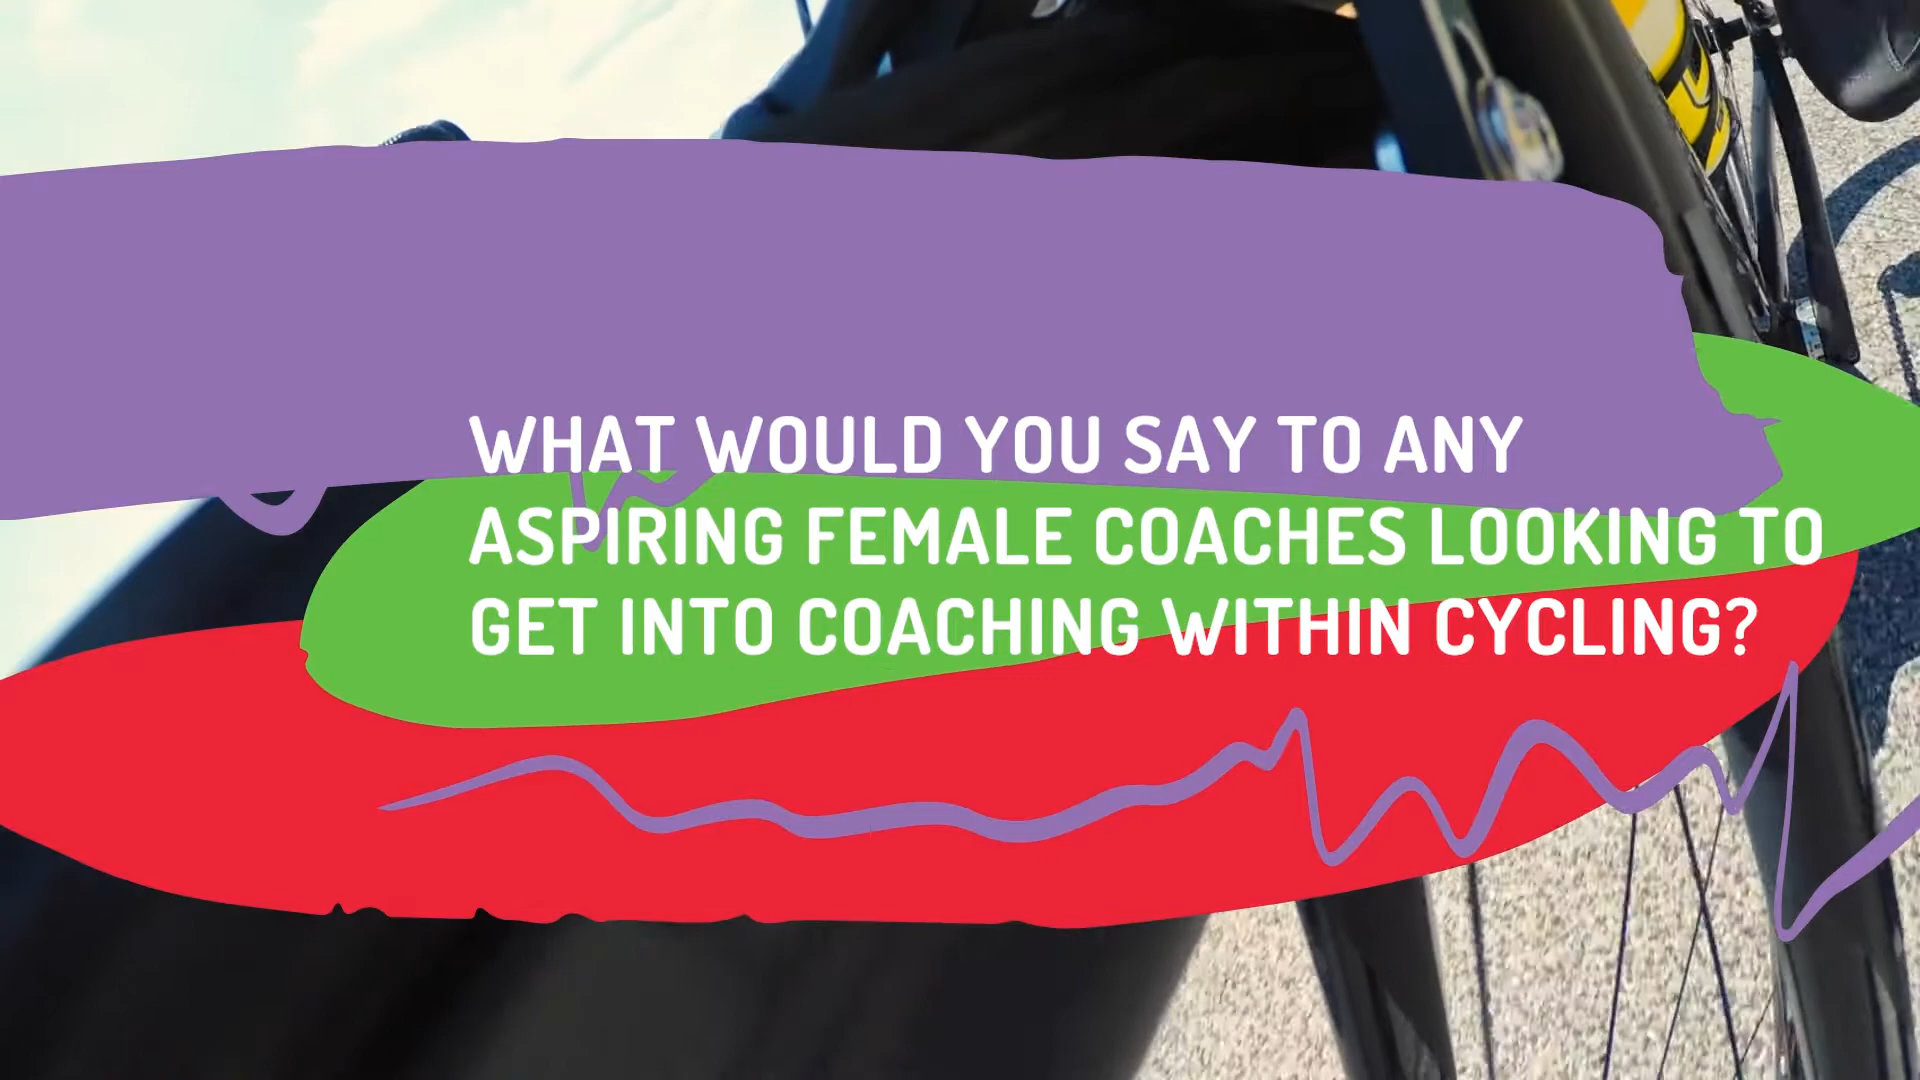 WHAT WOULD YOU SAY TO ANY
ASPIRING FEMALE COACHES LOOKING TO
GET INTO COACHING WITHIN CYCLING?